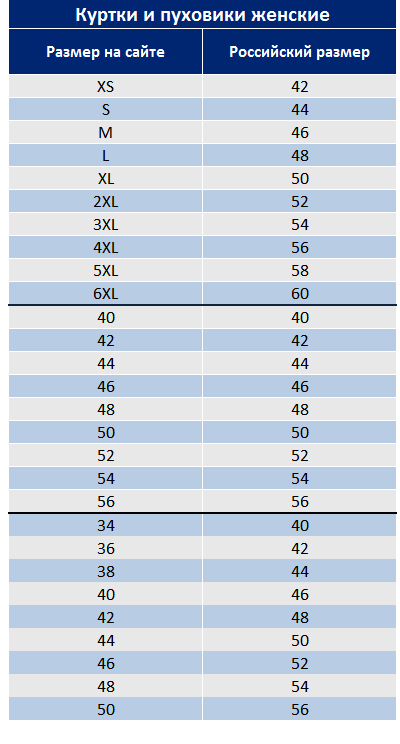 Куртки и пуховики женские
Размер на сайте Российский размер
XS 42
S 44
M 46
L 48
XL 50
2XL 52
3XL 54
4XL 56
5XL 58
6XL 60
40 40
42 42
44 44
46 46
48 48
50 50
52 52
54 54
56 56
34 40
36 42
38 44
40 46
42 48
44 50
46 52
48 54
50 56